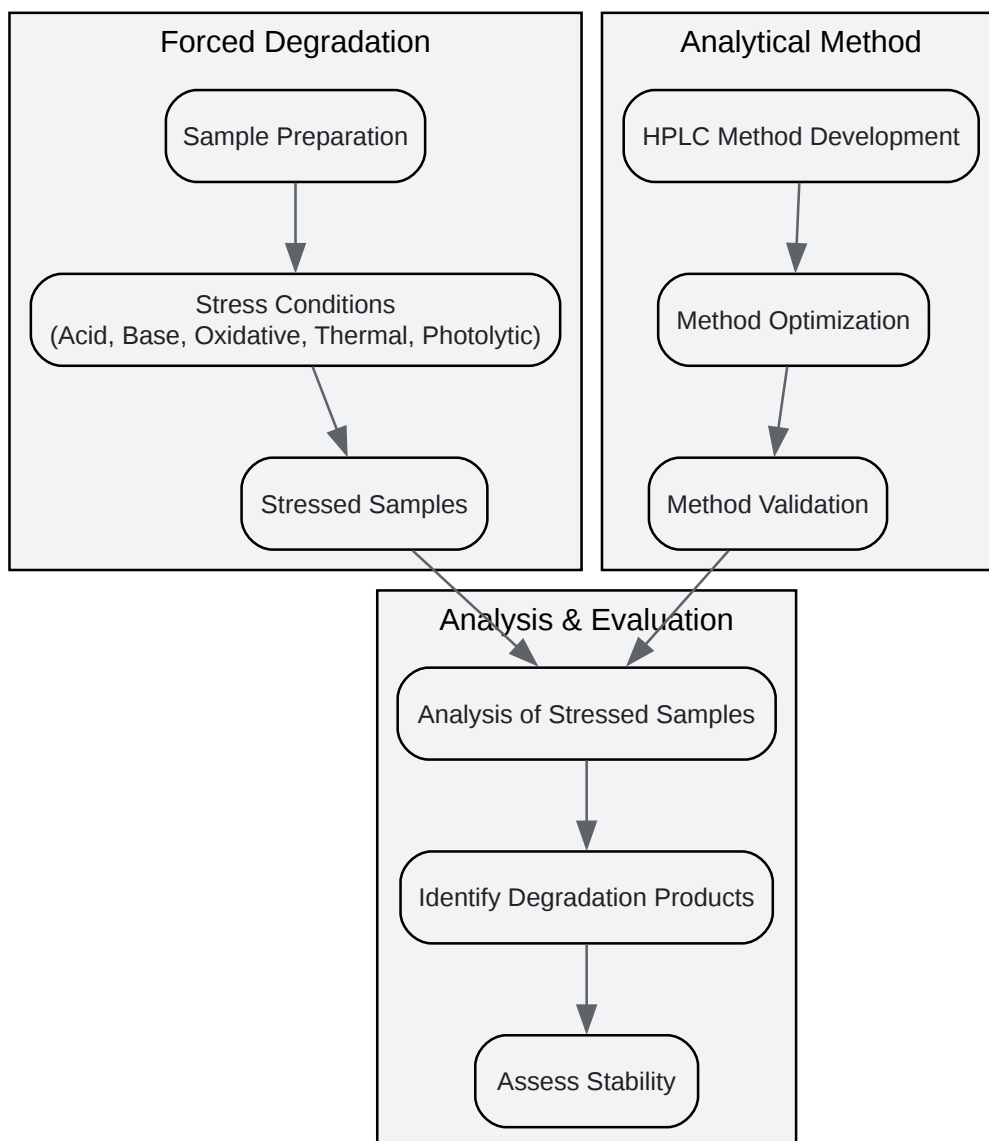 Forced Degradation
Sample Preparation
Stress Conditions
(Acid, Base, Oxidative, Thermal, Photolytic)
Stressed Samples
Analytical Method
HPLC Method Development
Method Optimization
Method Validation
Analysis & Evaluation
Analysis of Stressed Samples
Identify Degradation Products
Assess Stability